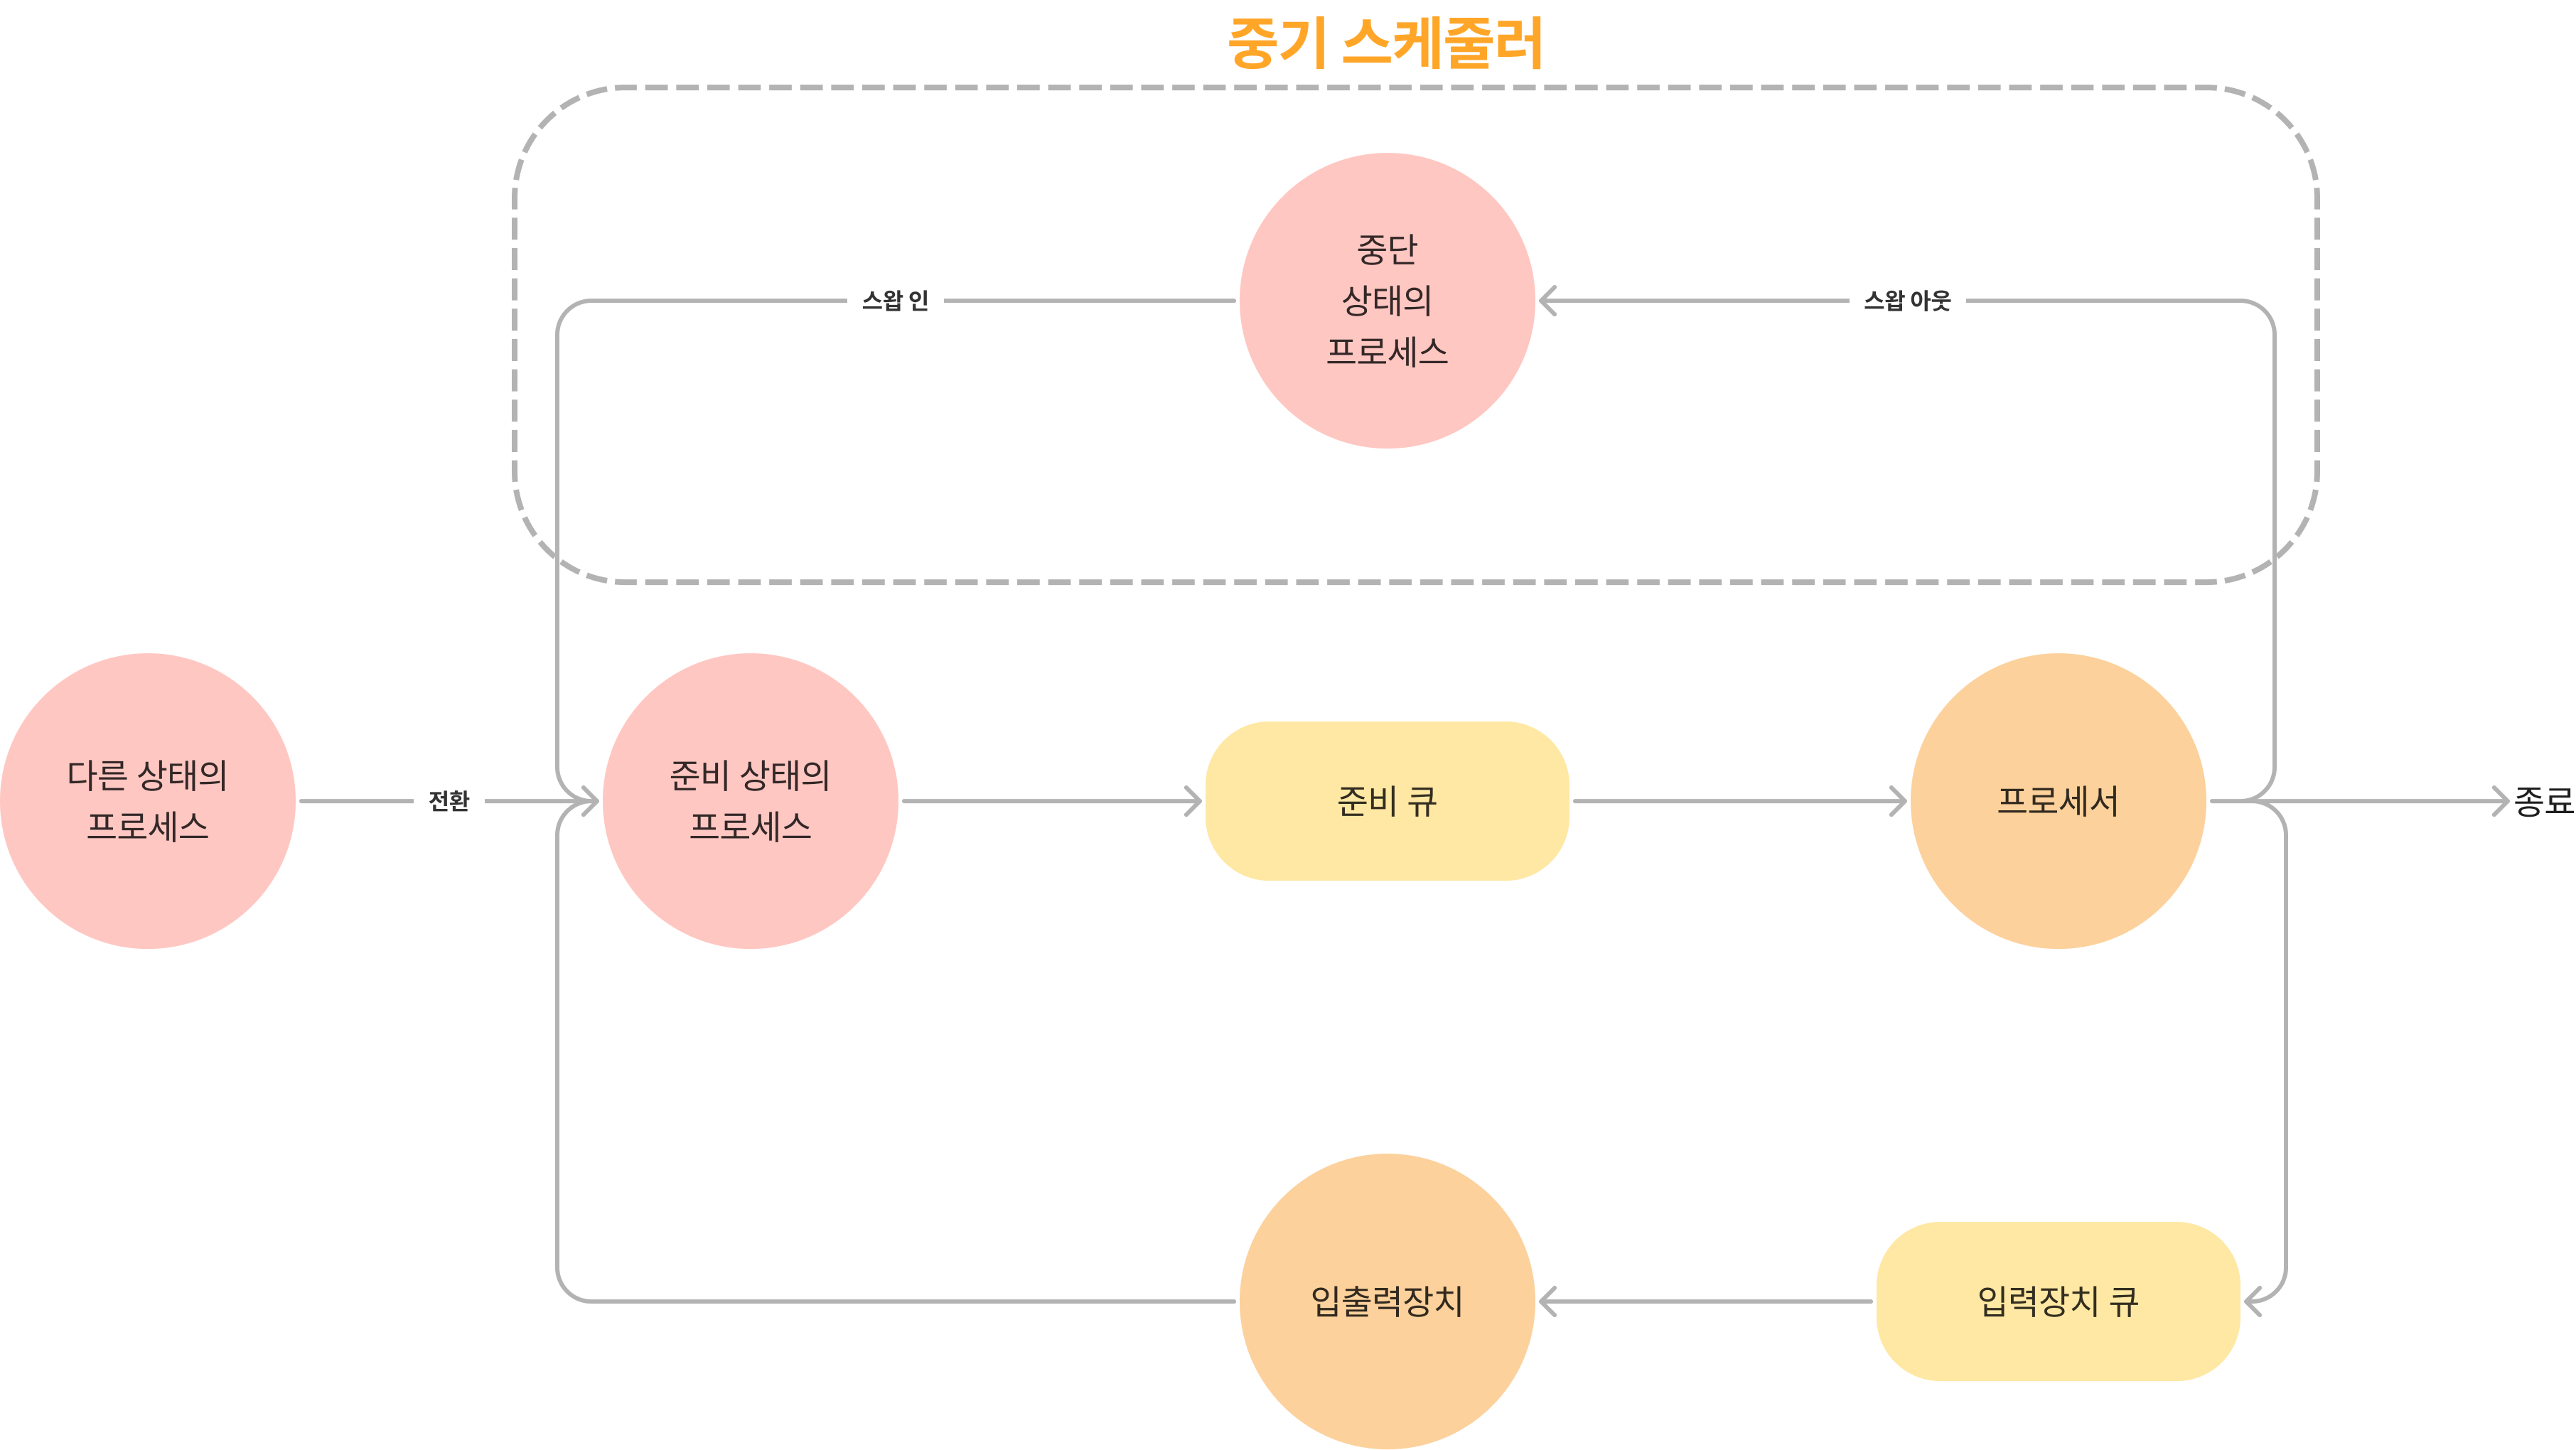 중기 스케줄러
중단
상태의
프로세스
스왑 인
스왑 아웃
다른 상태의
프로세스
전환
준비 상태의
프로세스
준비 큐
프로세서
종료
입출력장치
입력장치 큐